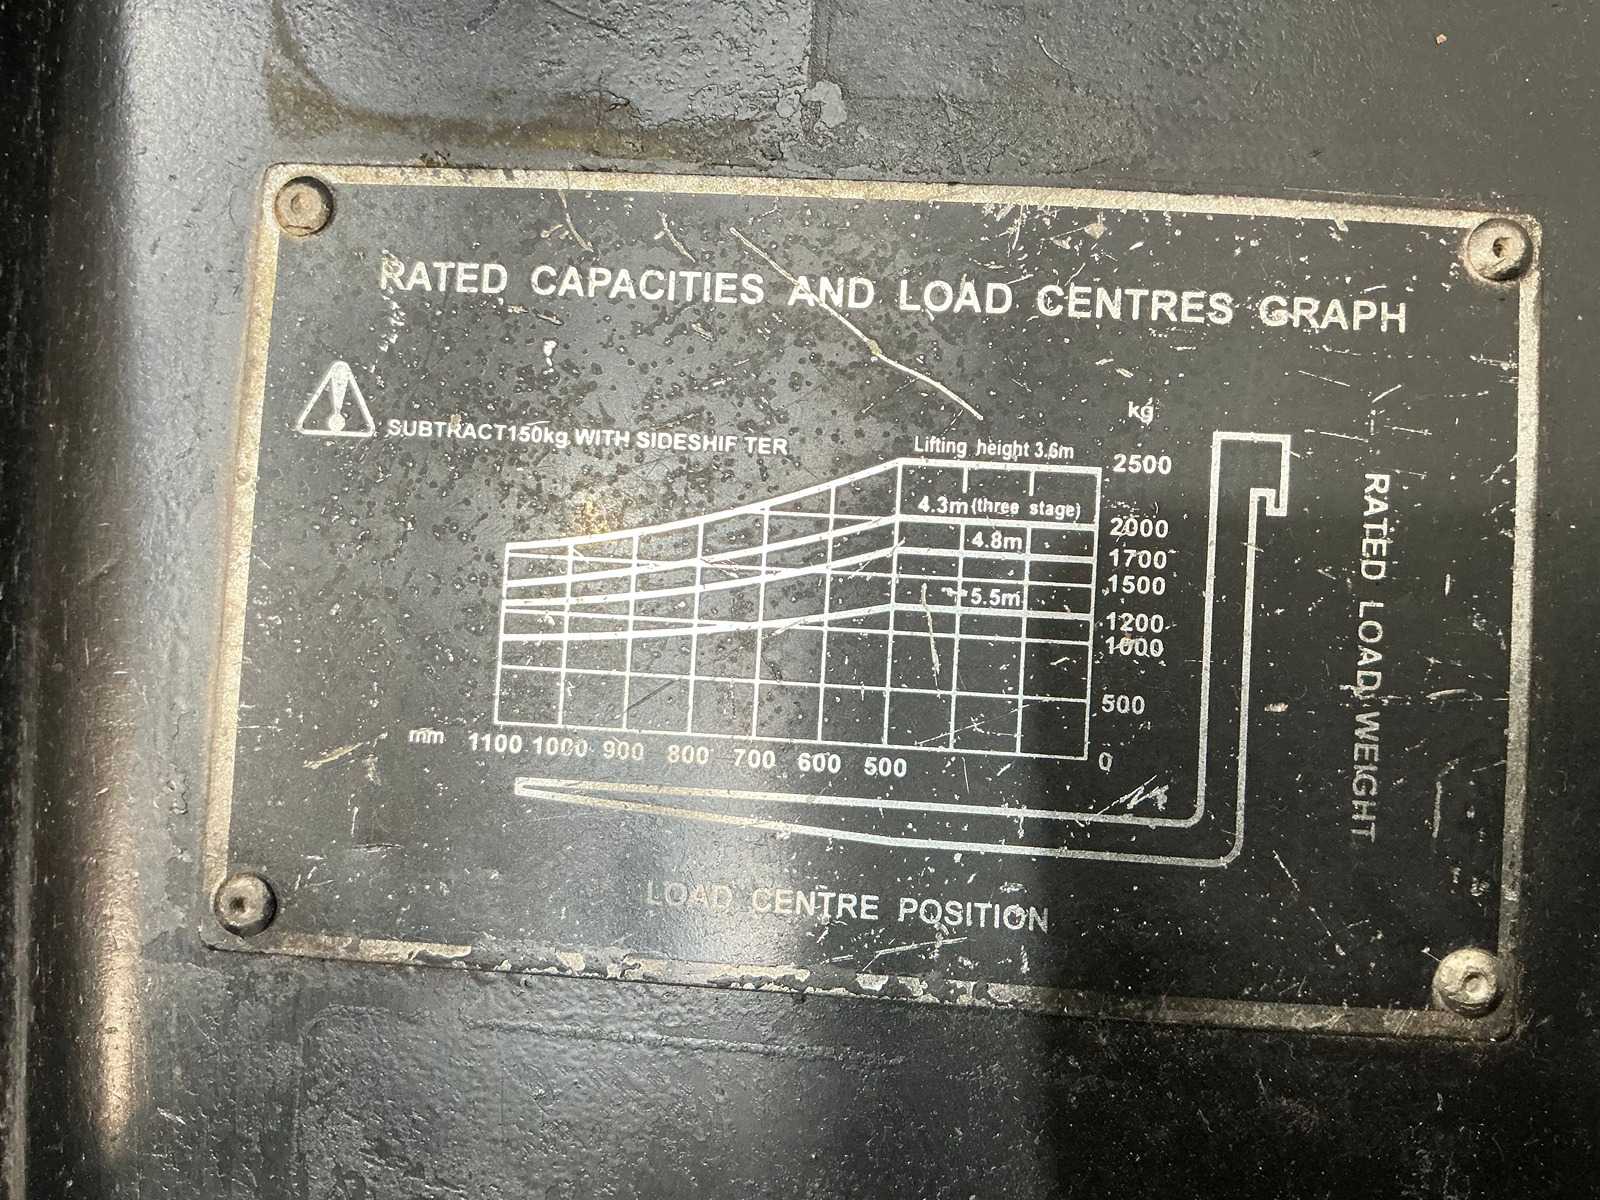 RATED CAPACITIES AND LOAD CENTRES GRAPH
kg
SUBTRACT150kg WITH SIDESHIF TER
Lifting height 3.6m
2500
4.3m (three stage)
2000
4.8m
1700
1500
5.5m
1200
1000
500
0
mm 1100 1000 900 800 700 600 500
RATED LOAD WEIGHT
LOAD CENTRE POSITION